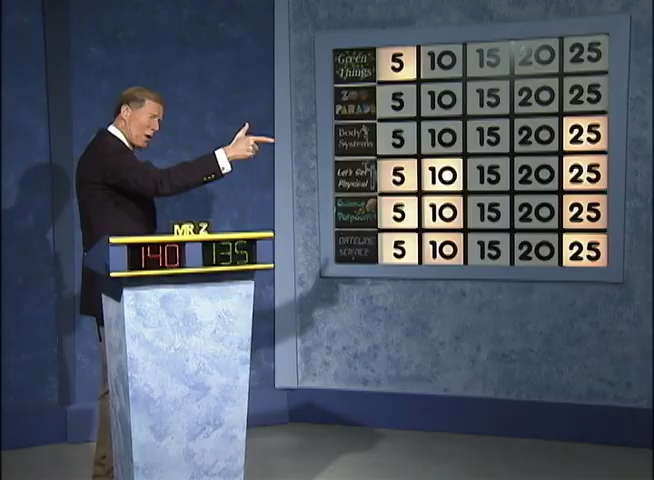 Green Things 5 10 15 20 25
ZOO PARADE 5 10 15 20 25
Body Systems 5 10 15 20 25
Let's Get Physical 5 10 15 20 25
5 10 15 20 25
DATELINE SCIENCE 5 10 15 20 25
MR Z
140 135